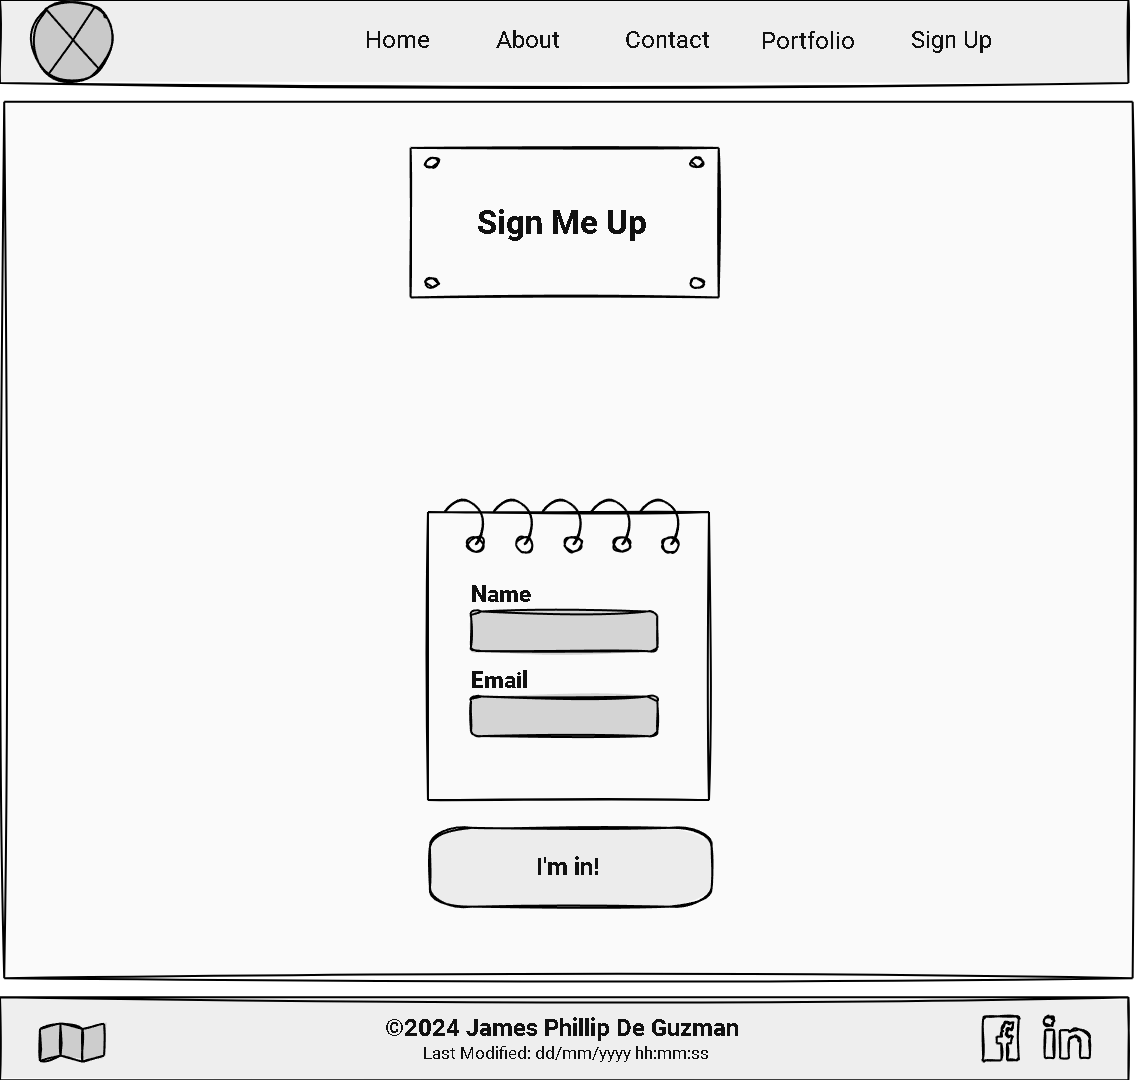 Home About Contact Portfolio Sign Up
Sign Me Up
Name
Email
I'm in!
©2024 James Phillip De Guzman
Last Modified: dd/mm/yyyy hh:mm:ss
f in